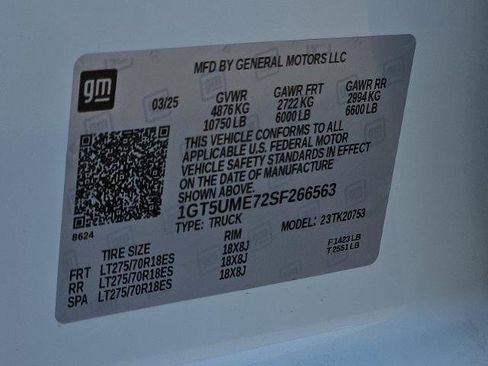 MFD BY GENERAL MOTORS LLC
gm
03/25 GVWR GAWR FRT GAWR RR
4876 KG 2722 KG 2994 KG
10750 LB 6000 LB 6600 LB
THIS VEHICLE CONFORMS TO ALL
APPLICABLE U.S. FEDERAL MOTOR
VEHICLE SAFETY STANDARDS IN EFFECT
ON THE DATE OF MANUFACTURE
SHOWN ABOVE.
1GT5UME72SF266563
8624 TYPE: TRUCK MODEL: 23TK20753
TIRE SIZE RIM
FRT LT275/70R18ES 18X8J F1423 LB
RR LT275/70R18ES 18X8J T2551 LB
SPA LT275/70R18ES 18X8J